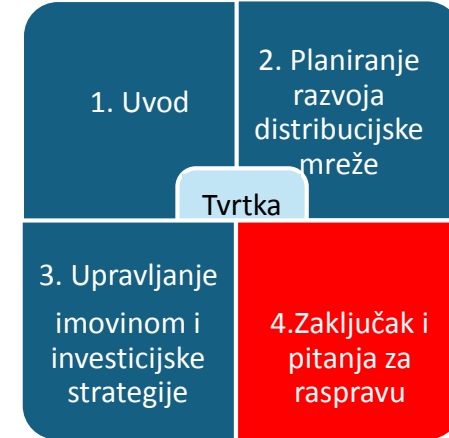 1. Uvod
2. Planiranje
razvoja
distribucijske
mreže
Tvrtka
3. Upravljanje
imovinom i
investicijske
strategije
4.Zaključak i
pitanja za
raspravu